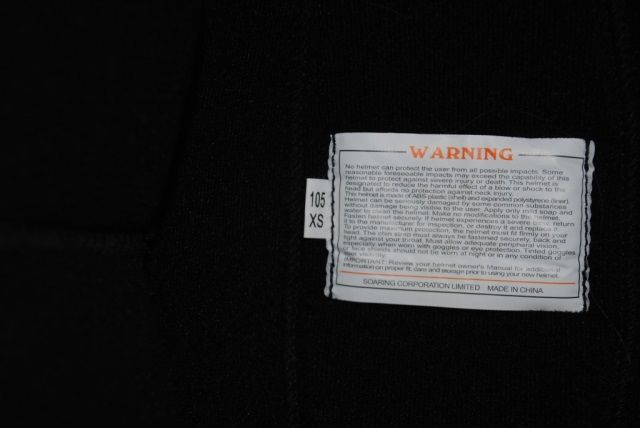 WARNING
No helmet can protect the user from all possible impacts. Some
reasonable foreseeable impacts may exceed the capability of this
helmet to protect against severe injury or death. This helmet is
designated to reduce the harmful effect of a blow or shock to the
head but affords no protection against neck injury.
This helmet is made of ABS plastic (shell) and expanded polystyrene (liner).
Helmet can be seriously damaged by some common substances
without damage being visible to the user. Apply only mild soap and
water to clean the helmet. Make no modifications to the helmet.
Fasten helmet securely. If helmet experiences a severe blow, return
it to the manufacturer for inspection, or destroy it and replace it.
To provide maximum protection, the helmet must fit firmly on your
head. The chin strap must always be fastened securely, back and
tight against your throat. Must allow adequate peripheral vision,
especially when worn with goggles or eye protection. Tinted goggles
or face shields should not be worn at night or in any condition of
poor visibility.
IMPORTANT: Review your helmet owner's Manual for additional
information on proper fit, care and storage prior to using your new helmet.
SOARING CORPORATION LIMITED MADE IN CHINA
105
XS